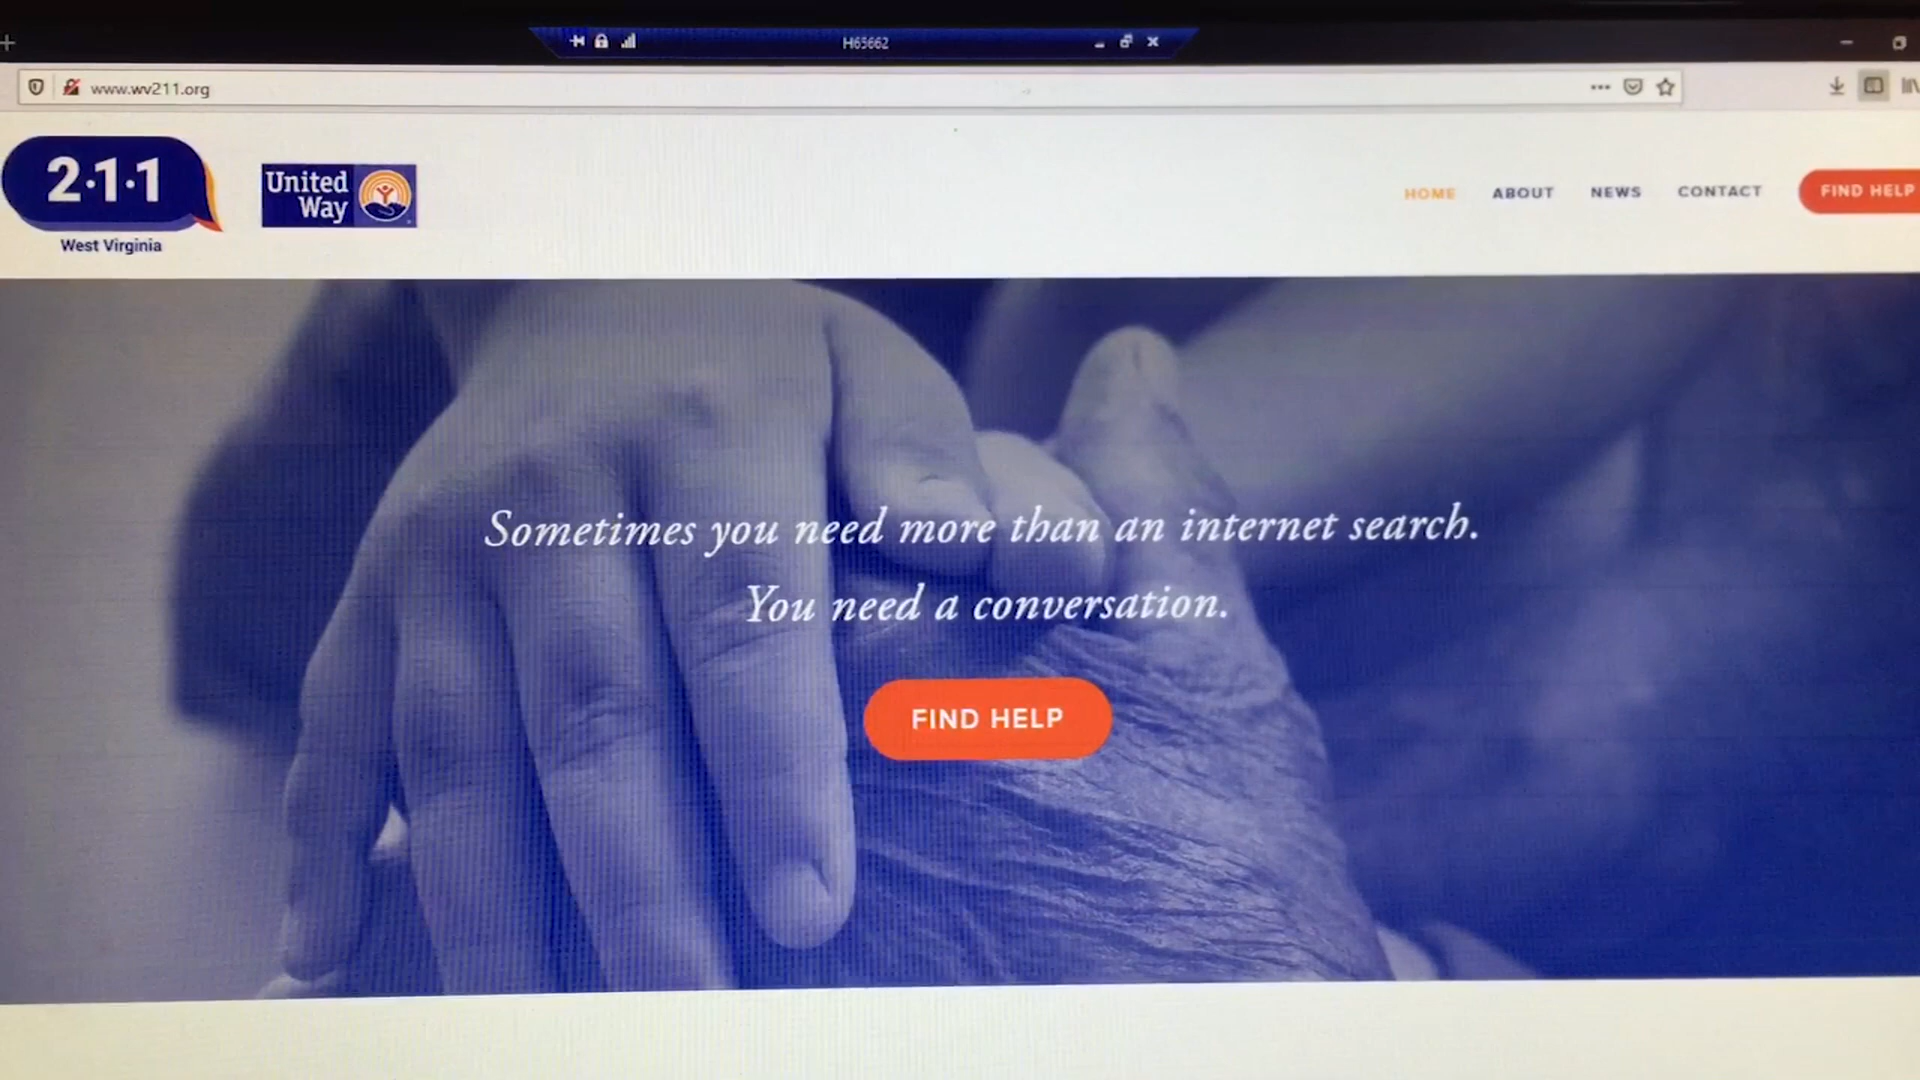 H65662
www.wv211.org
2·1·1
West Virginia
United
Way
HOME ABOUT NEWS CONTACT FIND HELP
Sometimes you need more than an internet search.
You need a conversation.
FIND HELP